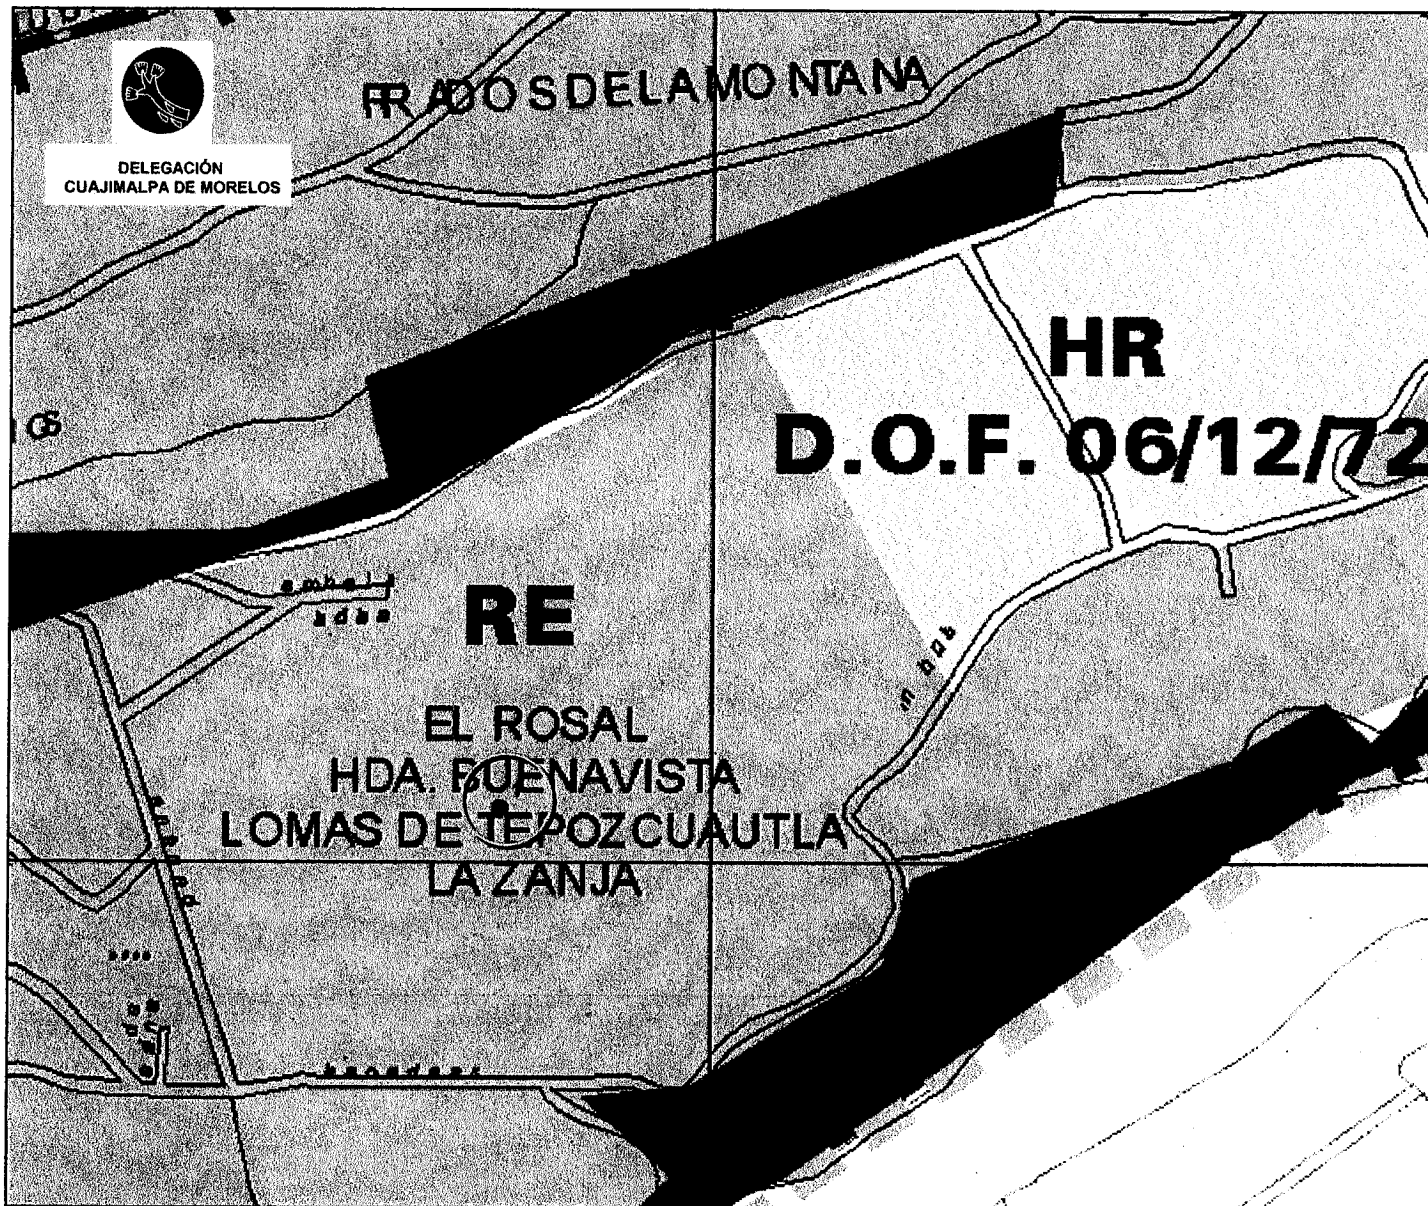 DELEGACIÓN
CUAJIMALPA DE MORELOS
PRADOS DE LA MONTANA
HR
D.O.F. 06/12/72
RE
EL ROSAL
HDA. BUENAVISTA
LOMAS DE TEPOZCUAUTLA
LA ZANJA